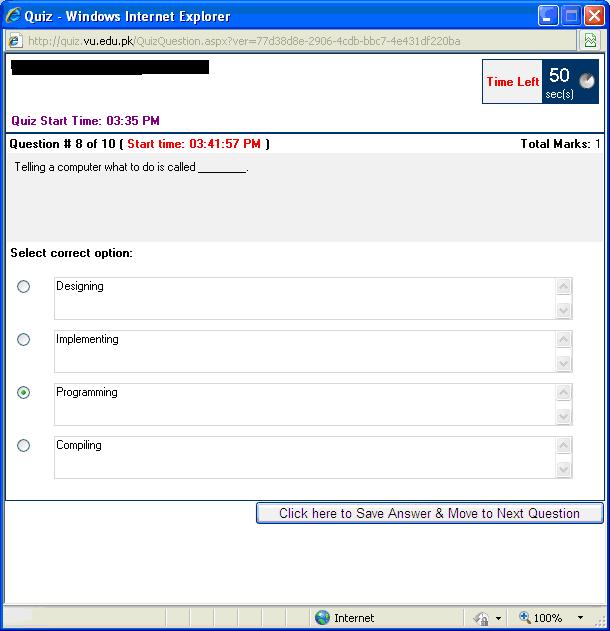 Quiz - Windows Internet Explorer
http://quiz.vu.edu.pk/QuizQuestion.aspx?ver=77d38d8e-2906-4cdb-bbc7-4e431df220ba
Time Left 50
sec(s)
Quiz Start Time: 03:35 PM
Question # 8 of 10 ( Start time: 03:41:57 PM ) Total Marks: 1
Telling a computer what to do is called ________.
Select correct option:
Designing
Implementing
Programming
Compiling
Click here to Save Answer & Move to Next Question
Internet 100%